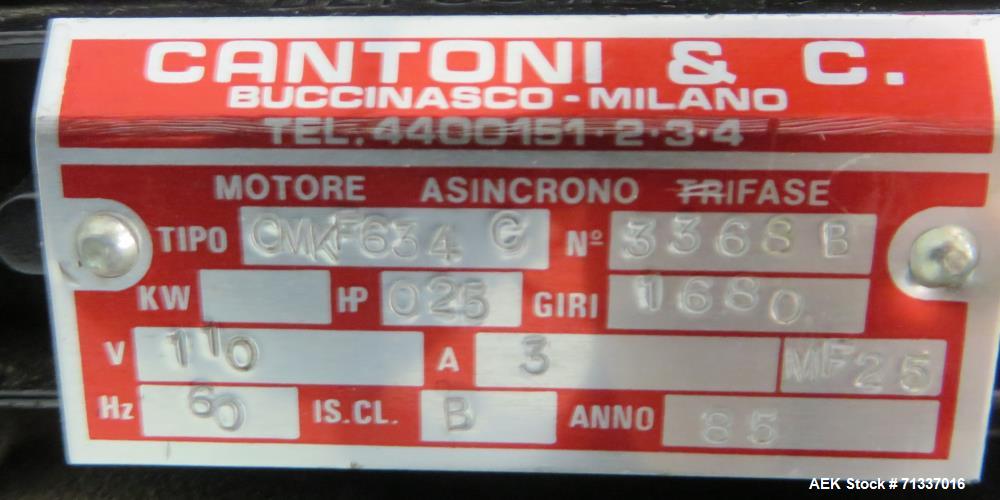 CANTONI & C.
BUCCINASCO - MILANO
TEL. 4400151·2·3·4
MOTORE ASINCRONO TRIFASE
TIPO CMKF634 C Nº 3368 B
KW HP 025 GIRI 1680
V 110 A 3 MF25
Hz 60 IS.CL. B ANNO 85
AEK Stock #71337016